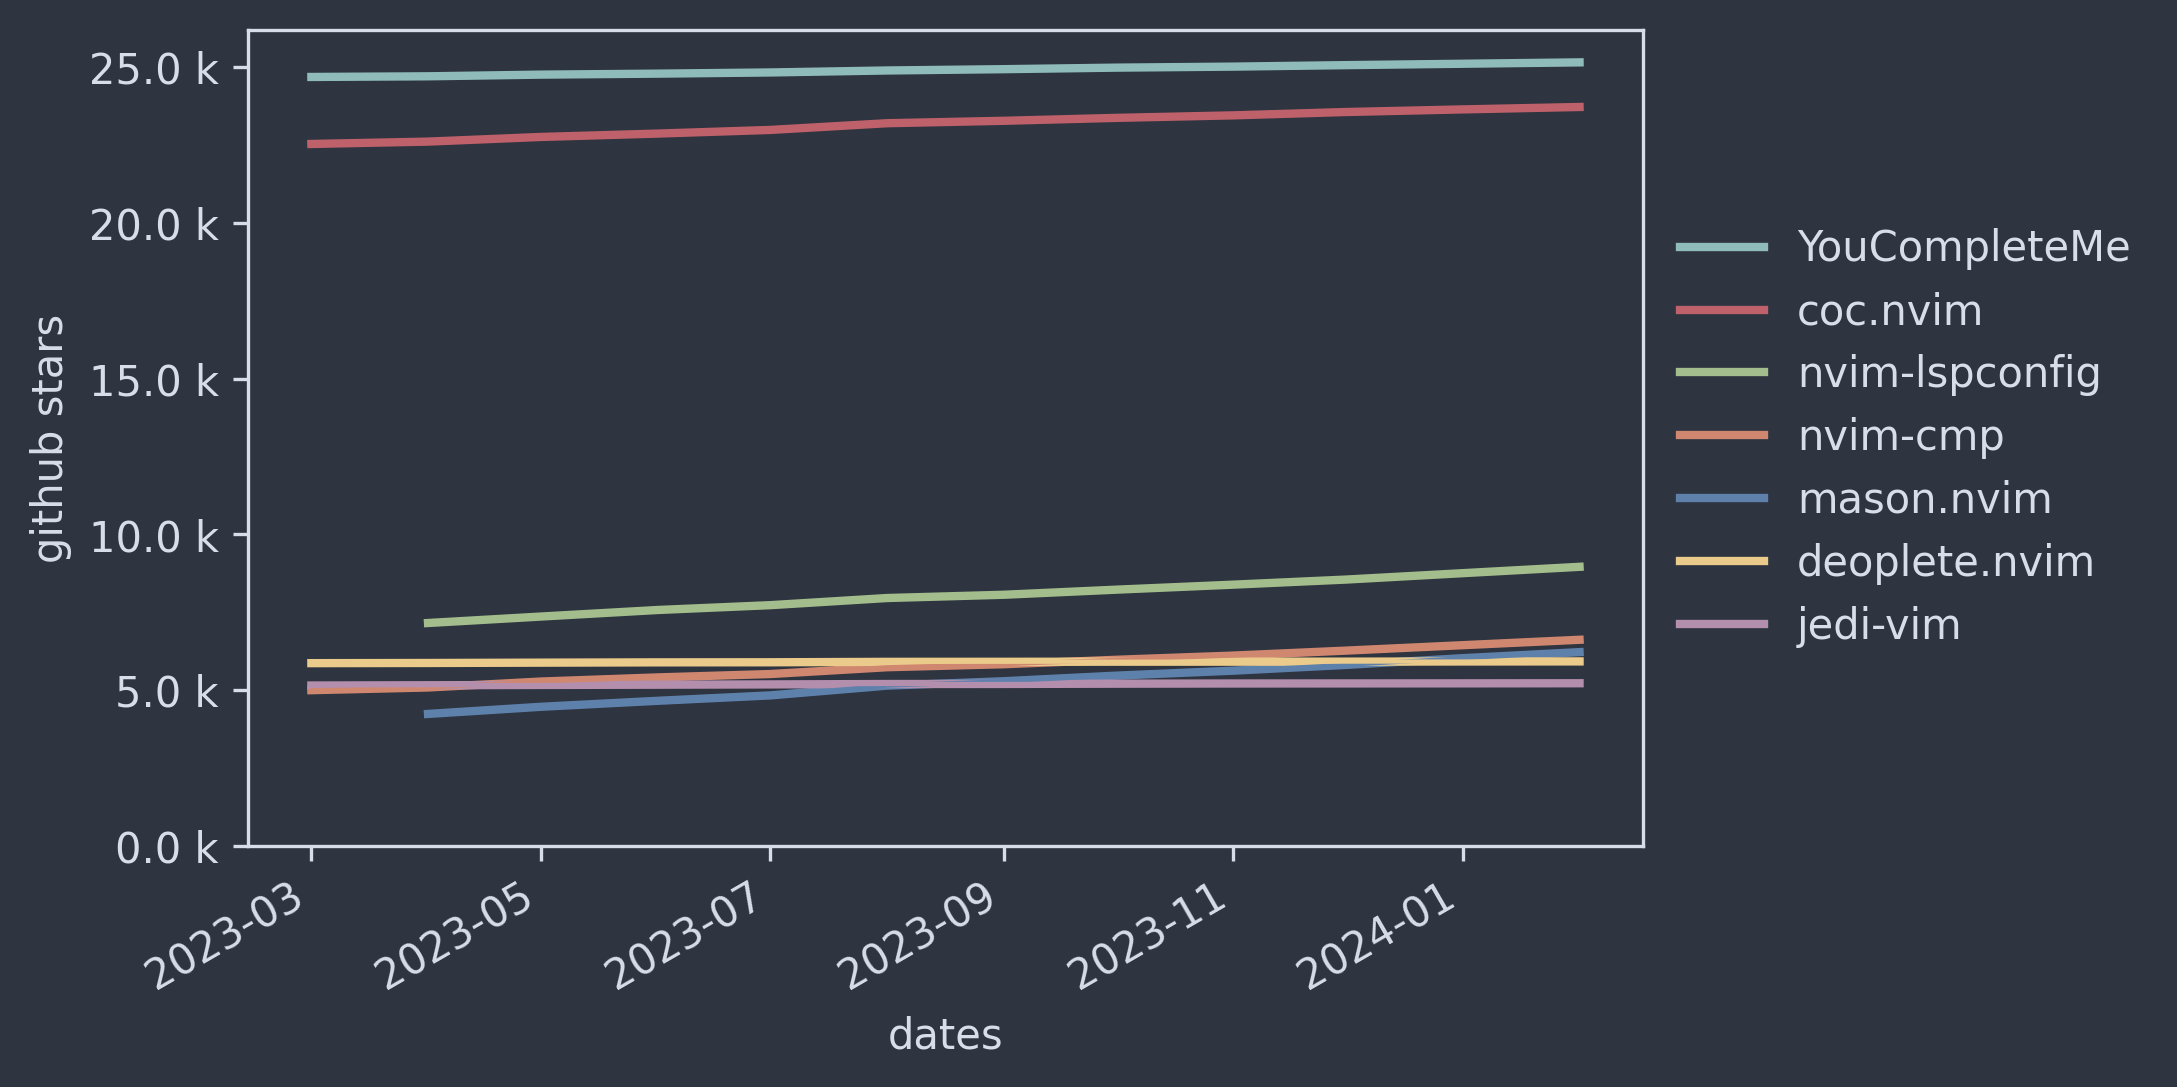 25.0 k
20.0 k
15.0 k
10.0 k
5.0 k
0.0 k
github stars
2023-03
2023-05
2023-07
2023-09
2023-11
2024-01
dates
YouCompleteMe
coc.nvim
nvim-lspconfig
nvim-cmp
mason.nvim
deoplete.nvim
jedi-vim